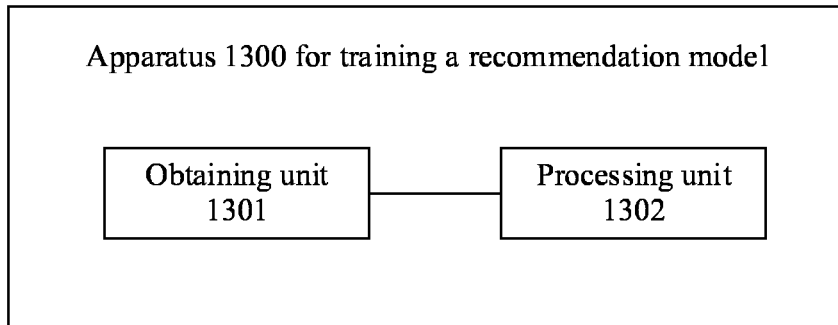 Apparatus 1300 for training a recommendation model
Obtaining unit
1301
Processing unit
1302